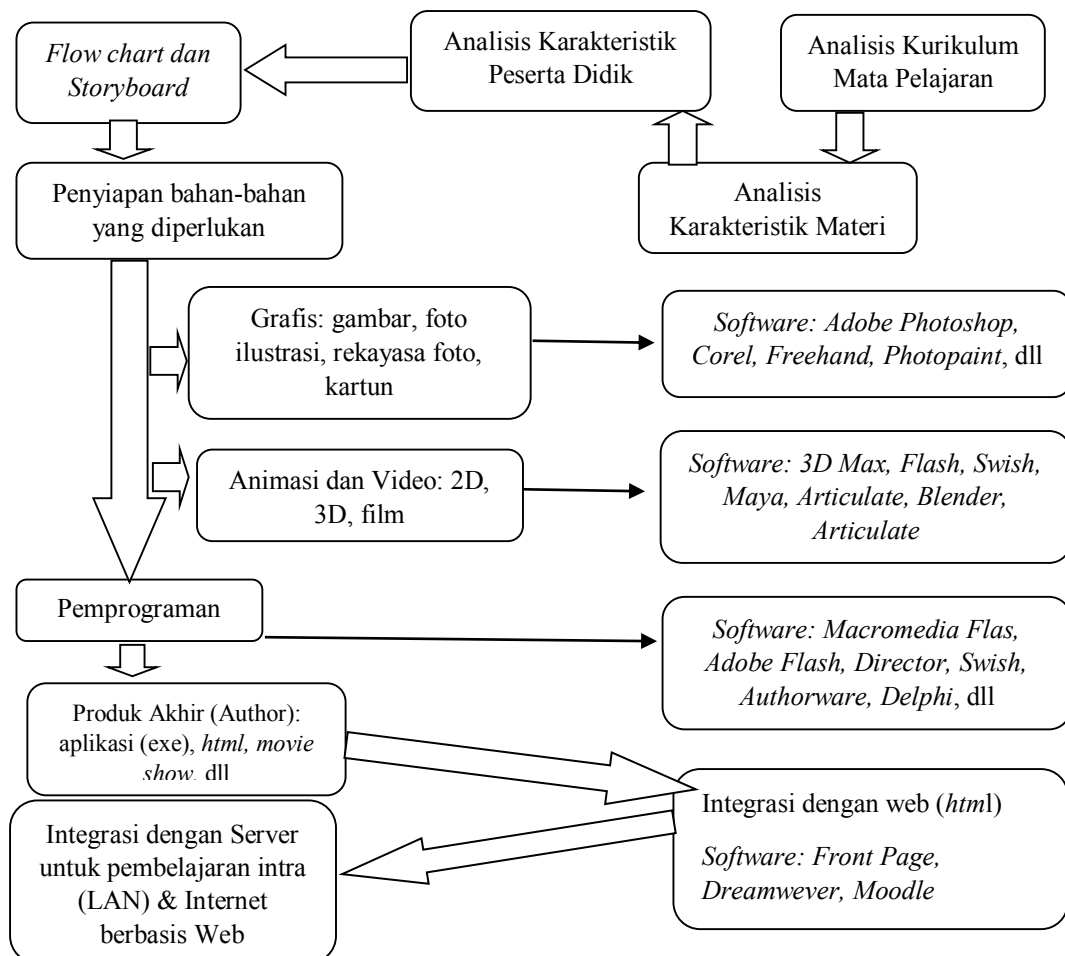 Flow chart dan
Storyboard
Analisis Karakteristik
Peserta Didik
Analisis Kurikulum
Mata Pelajaran
Penyiapan bahan-bahan
yang diperlukan
Analisis
Karakteristik Materi
Grafis: gambar, foto
ilustrasi, rekayasa foto,
kartun
Software: Adobe Photoshop,
Corel, Freehand, Photopaint, dll
Animasi dan Video: 2D,
3D, film
Software: 3D Max, Flash, Swish,
Maya, Articulate, Blender,
Articulate
Pemprograman
Software: Macromedia Flas,
Adobe Flash, Director, Swish,
Authorware, Delphi, dll
Produk Akhir (Author):
aplikasi (exe), html, movie
show, dll
Integrasi dengan web (html)
Software: Front Page,
Dreamwever, Moodle
Integrasi dengan Server
untuk pembelajaran intra
(LAN) & Internet
berbasis Web